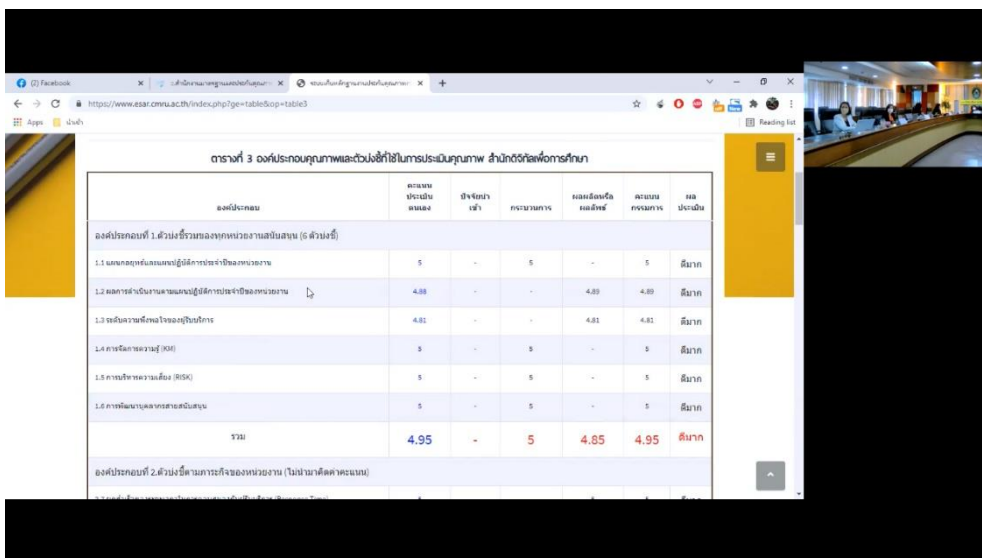 (2) Facebook
https://www.esar.cmru.ac.th/index.php?ge=table&op=table3
Apps
Reading list
ตารางที่ 3 องค์ประกอบคุณภาพและตัวบ่งชี้ที่ใช้ในการประเมินคุณภาพ สำนักดิจิทัลเพื่อการศึกษา
องค์ประกอบ คะแนนประเมินตนเอง ปัจจัยนำเข้า กระบวนการ ผลผลิตหรือผลลัพธ์ คะแนนกรรมการ ผลประเมิน
องค์ประกอบที่ 1.ตัวบ่งชี้รวมของทุกหน่วยงานสนับสนุน (6 ตัวบ่งชี้)
1.1 แผนกลยุทธ์และแผนปฏิบัติการประจำปีของหน่วยงาน 5 - 5 - 5 ดีมาก
1.2 ผลการดำเนินงานตามแผนปฏิบัติการประจำปีของหน่วยงาน 4.88 - - 4.89 4.89 ดีมาก
1.3 ระดับความพึงพอใจของผู้รับบริการ 4.81 - - 4.81 4.81 ดีมาก
1.4 การจัดการความรู้ (KM) 5 - 5 - 5 ดีมาก
1.5 การบริหารความเสี่ยง (RISK) 5 - 5 - 5 ดีมาก
1.6 การพัฒนาบุคลากรสายสนับสนุน 5 - 5 - 5 ดีมาก
รวม 4.95 - 5 4.85 4.95 ดีมาก
องค์ประกอบที่ 2.ตัวบ่งชี้ตามภาระกิจของหน่วยงาน (ไม่นำมาคิดค่าคะแนน)